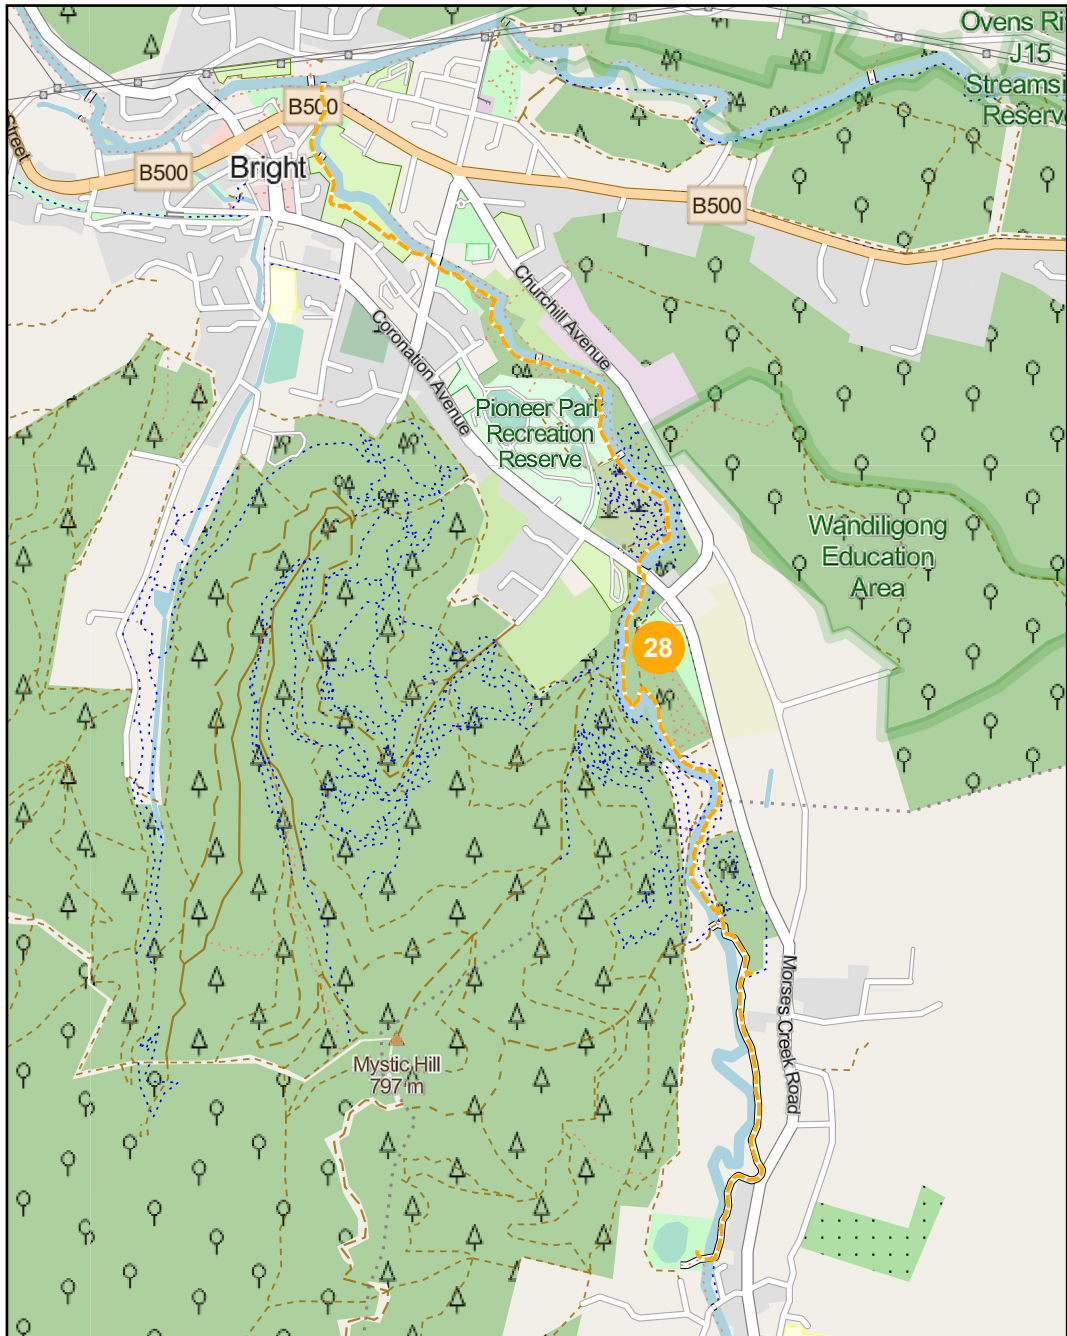 Ovens Ri
J15
Streamsi
Reserv
B500
Street
B500
Bright
B500
Churchill Avenue
Coronation Avenue
Pioneer Park
Recreation
Reserve
Wandiligong
Education
Area
28
Morses Creek Road
Mystic Hill
797 m